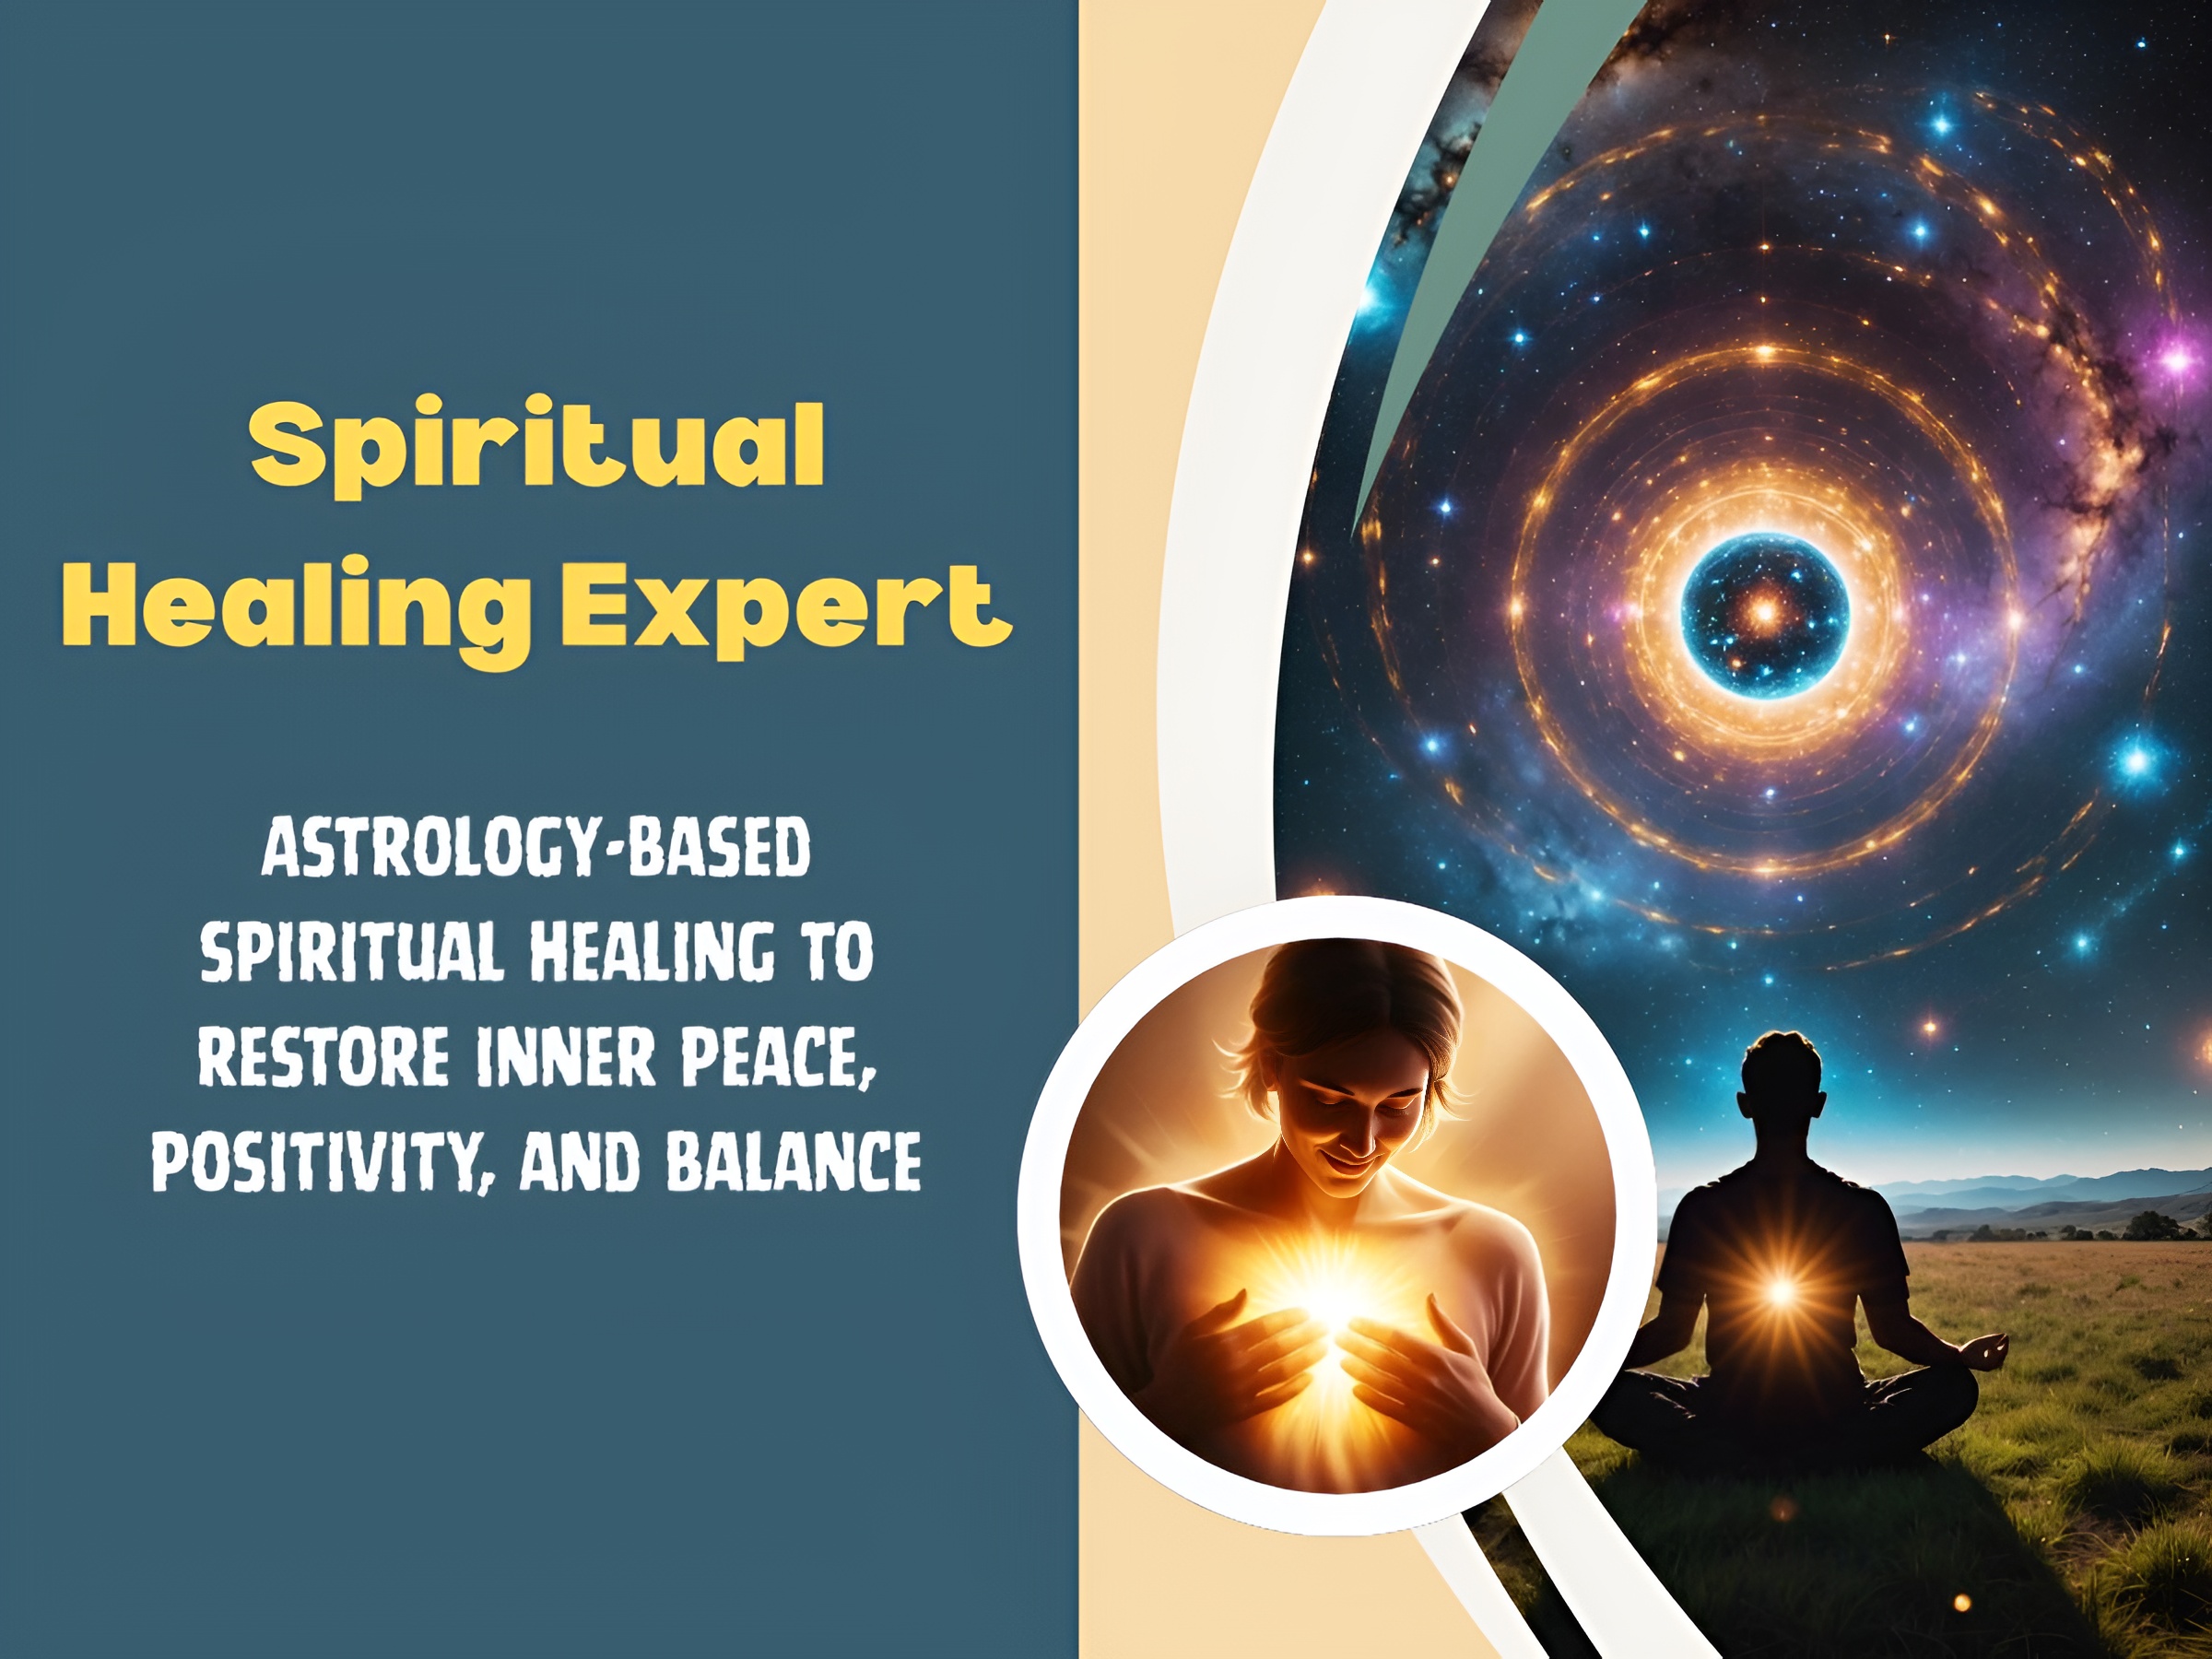 Spiritual
Healing Expert
ASTROLOGY-BASED
SPIRITUAL HEALING TO
RESTORE INNER PEACE,
POSITIVITY, AND BALANCE